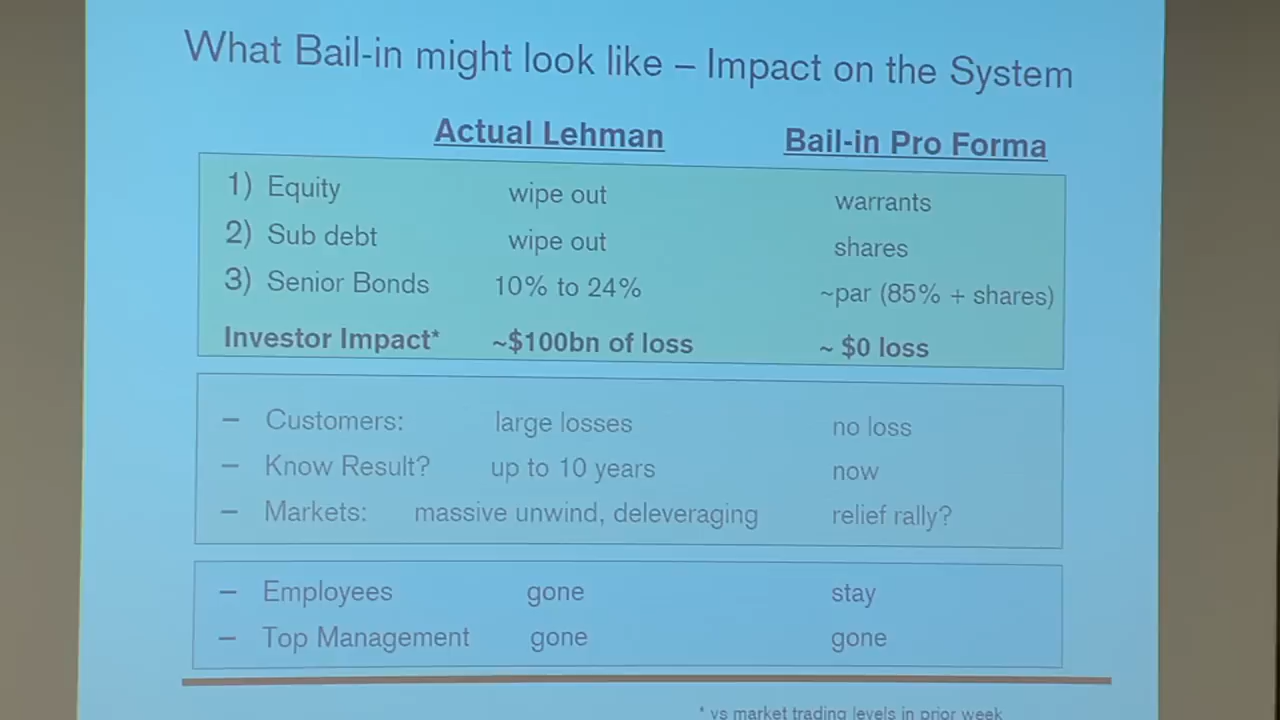 What Bail-in might look like – Impact on the System
Actual Lehman Bail-in Pro Forma
1) Equity wipe out warrants
2) Sub debt wipe out shares
3) Senior Bonds 10% to 24% ~par (85% + shares)
Investor Impact* ~$100bn of loss ~ $0 loss
– Customers: large losses no loss
– Know Result? up to 10 years now
– Markets: massive unwind, deleveraging relief rally?
– Employees gone stay
– Top Management gone gone
* vs market trading levels in prior week